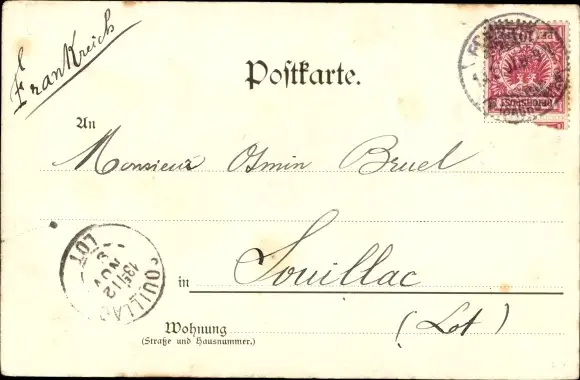 Frankreich
Postkarte.
An
Monsieur Osmin Bruel
in Souillac
(Lot)
Wohnung
(Straße und Hausnummer.)
SOUILLAC
LOT